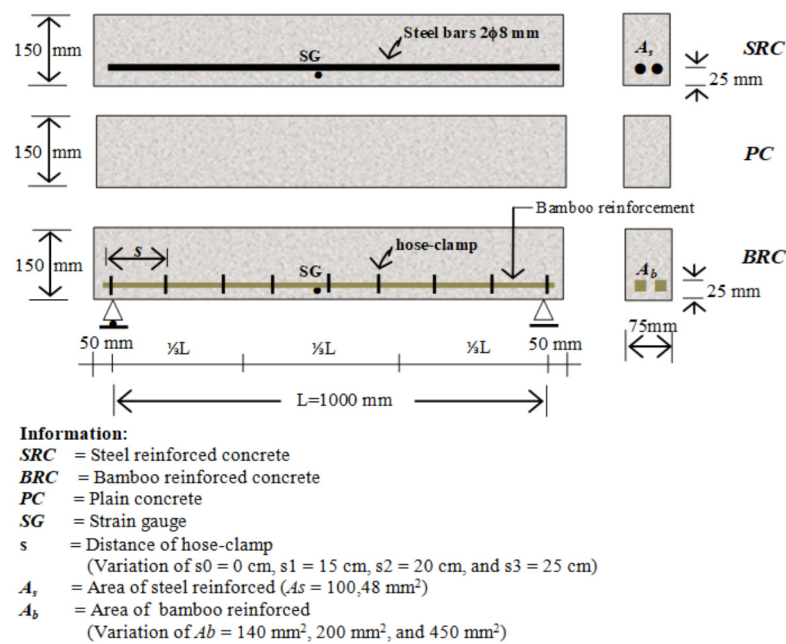 150 mm
Steel bars 2ϕ8 mm
SG
A_s
SRC
25 mm
150 mm
PC
Bamboo reinforcement
150 mm
s
hose-clamp
SG
A_b
BRC
25 mm
75mm
50 mm
⅓L
⅓L
⅓L
50 mm
L=1000 mm
Information:
SRC = Steel reinforced concrete
BRC = Bamboo reinforced concrete
PC = Plain concrete
SG = Strain gauge
s = Distance of hose-clamp
(Variation of s0 = 0 cm, s1 = 15 cm, s2 = 20 cm, and s3 = 25 cm)
A_s = Area of steel reinforced (As = 100,48 mm²)
A_b = Area of bamboo reinforced
(Variation of Ab = 140 mm², 200 mm², and 450 mm²)